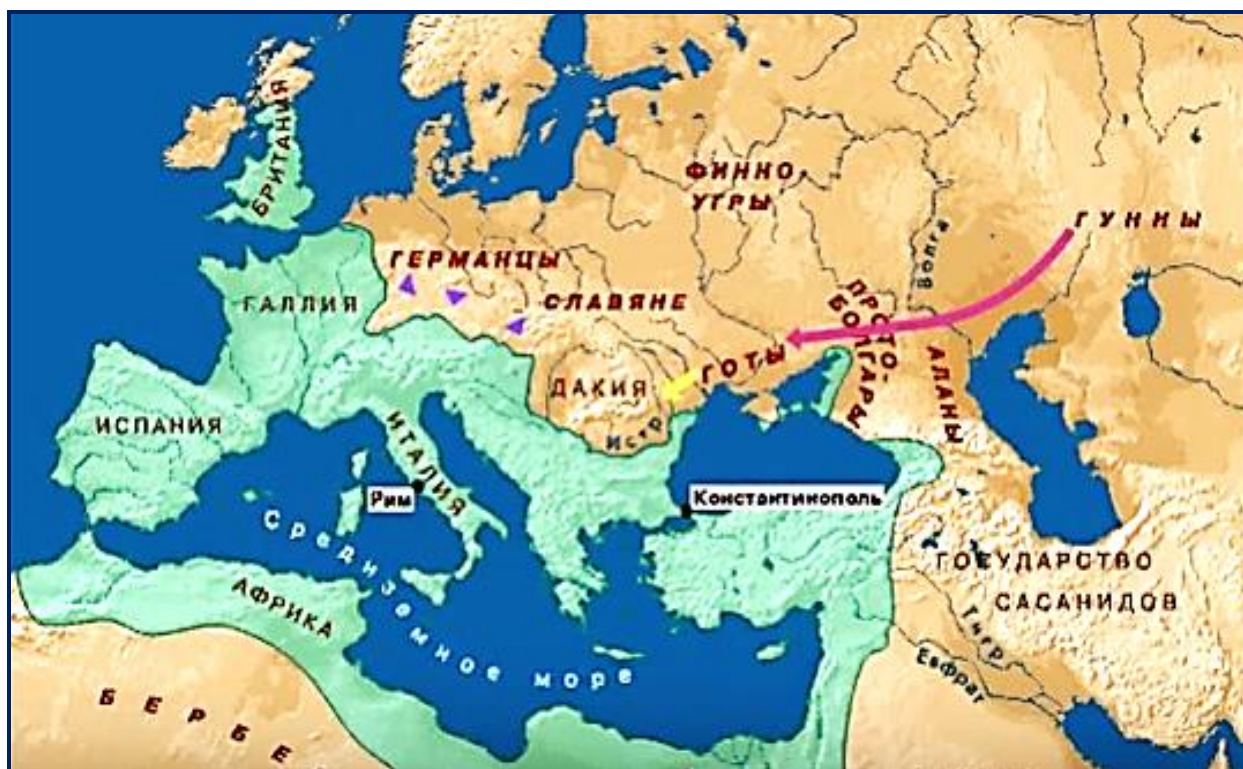 БРИТАНИЯ
ФИННО
УГРЫ
ГУННЫ
Волга
ГЕРМАНЦЫ
ГАЛЛИЯ
СЛАВЯНЕ
ПРОТО-
БОЛГАРЫ
АЛАНЫ
ГОТЫ
ДАКИЯ
Истр
ИСПАНИЯ
ИТАЛИЯ
Рим
Константинополь
Средиземное море
АФРИКА
ГОСУДАРСТВО
САСАНИДОВ
Тигр
Евфрат
БЕРБЕ